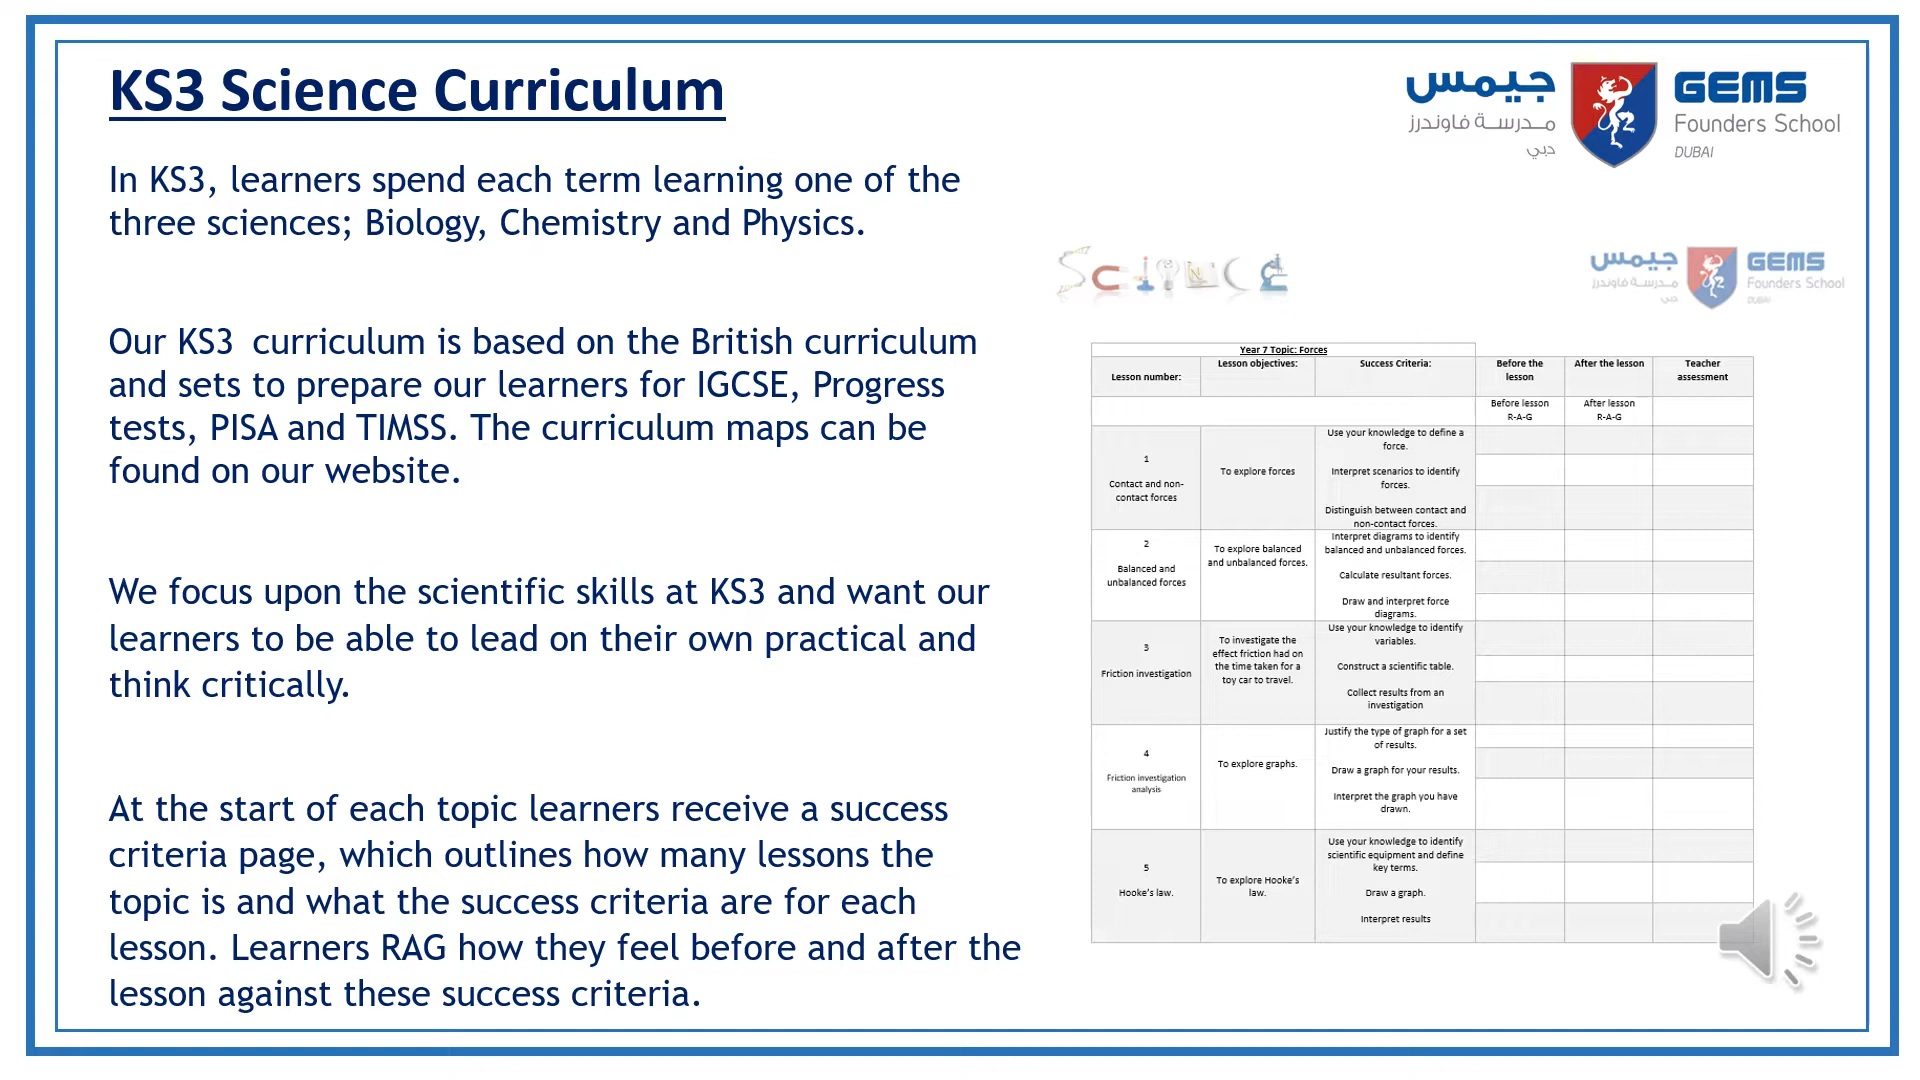 KS3 Science Curriculum
جيمس
مدرسة فاوندرز
دبي
GEMS
Founders School
DUBAI
In KS3, learners spend each term learning one of the
three sciences; Biology, Chemistry and Physics.
Our KS3 curriculum is based on the British curriculum
and sets to prepare our learners for IGCSE, Progress
tests, PISA and TIMSS. The curriculum maps can be
found on our website.
We focus upon the scientific skills at KS3 and want our
learners to be able to lead on their own practical and
think critically.
At the start of each topic learners receive a success
criteria page, which outlines how many lessons the
topic is and what the success criteria are for each
lesson. Learners RAG how they feel before and after the
lesson against these success criteria.
SCIENCE
جيمس
مدرسة فاوندرز
دبي
GEMS
Founders School
DUBAI
Year 7 Topic: Forces
Lesson number:
Lesson objectives:
Success Criteria:
Before the
lesson
After the lesson
Teacher
assessment
Before lesson
R-A-G
After lesson
R-A-G
1
Contact and non-
contact forces
To explore forces
Use your knowledge to define a
force.
Interpret scenarios to identify
forces.
Distinguish between contact and
non-contact forces.
2
Balanced and
unbalanced forces
To explore balanced
and unbalanced forces.
Interpret diagrams to identify
balanced and unbalanced forces.
Calculate resultant forces.
Draw and interpret force
diagrams.
3
Friction investigation
To investigate the
effect friction had on
the time taken for a
toy car to travel.
Use your knowledge to identify
variables.
Construct a scientific table.
Collect results from an
investigation
4
Friction investigation
analysis
To explore graphs.
Justify the type of graph for a set
of results.
Draw a graph for your results.
Interpret the graph you have
drawn.
5
Hooke's law.
To explore Hooke's
law.
Use your knowledge to identify
scientific equipment and define
key terms.
Draw a graph.
Interpret results